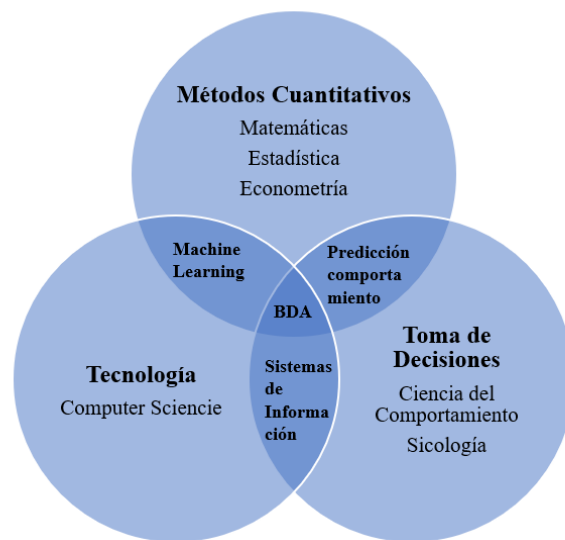 Métodos Cuantitativos
Matemáticas
Estadística
Econometría
Machine
Learning
Predicción
comporta
miento
BDA
Tecnología
Computer Sciencie
Sistemas
de
Informa
ción
Toma de
Decisiones
Ciencia del
Comportamiento
Sicología